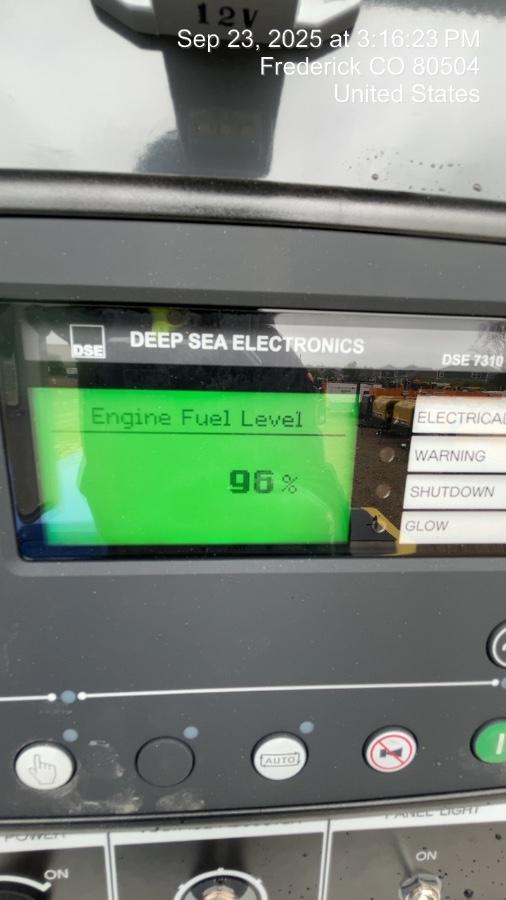 12V
Sep 23, 2025 at 3:16:23 PM
Frederick CO 80504
United States
DSE
DEEP SEA ELECTRONICS
DSE 7310
Engine Fuel Level
96 %
ELECTRICAL
WARNING
SHUTDOWN
GLOW
AUTO
I
POWER
PANEL LIGHT
ON
ON